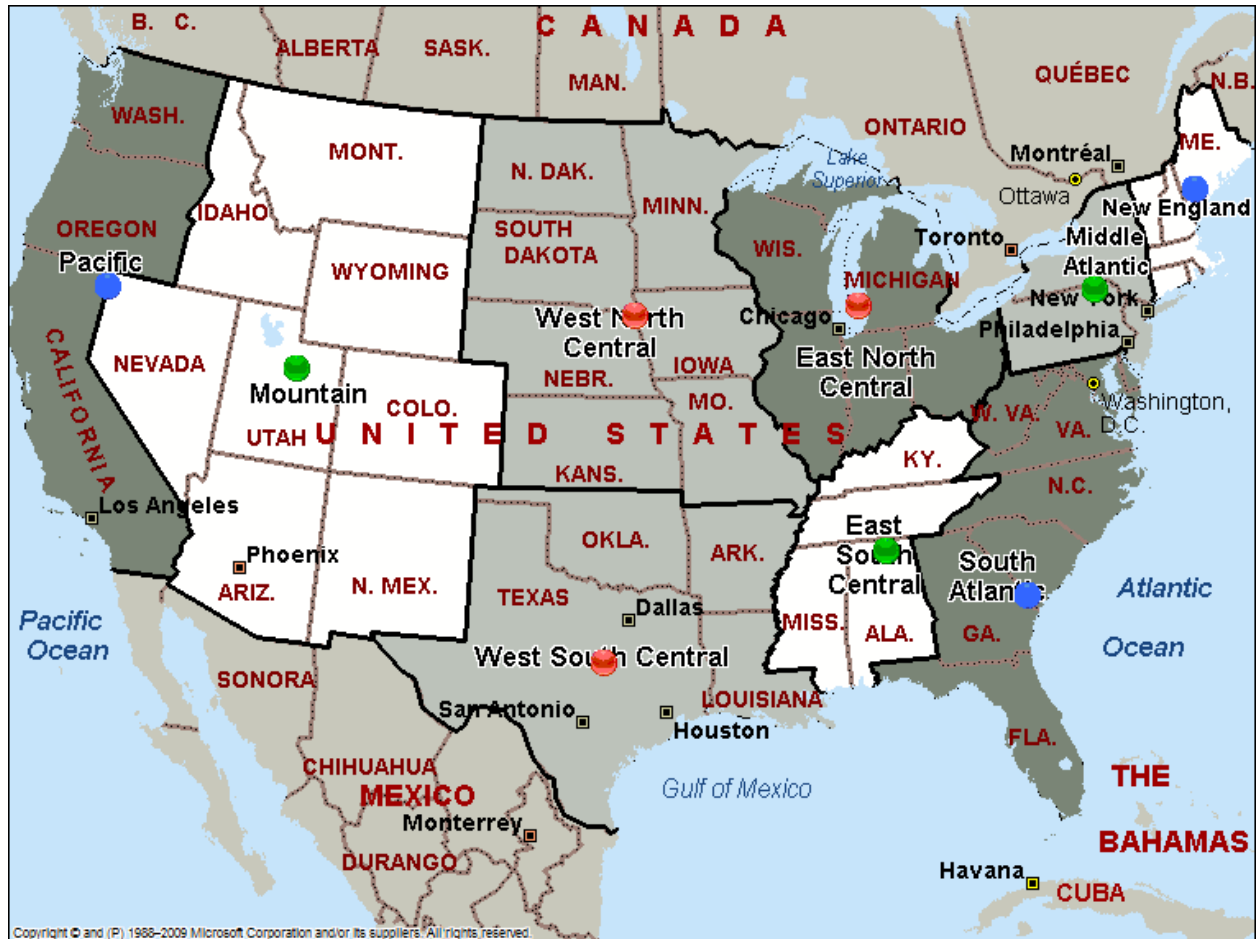 B. C.
CANADA
ALBERTA
SASK.
MAN.
QUÉBEC
N.B.
WASH.
ONTARIO
ME.
MONT.
Lake
Superior
Montréal
N. DAK.
Ottawa
IDAHO
MINN.
New England
OREGON
SOUTH
DAKOTA
WIS.
Toronto
Middle
Atlantic
Pacific
WYOMING
MICHIGAN
New York
West North
Central
Chicago
Philadelphia
CALIFORNIA
NEVADA
East North
Central
IOWA
NEBR.
Mountain
COLO.
MO.
W. VA.
Washington,
D.C.
UTAH
UNITED STATES
VA.
KY.
KANS.
N.C.
Los Angeles
East
South
Central
OKLA.
ARK.
Phoenix
South
Atlantic
Atlantic
Ocean
ARIZ.
N. MEX.
TEXAS
Dallas
MISS.
ALA.
GA.
Pacific
Ocean
West South Central
SONORA
LOUISIANA
San Antonio
Houston
FLA.
CHIHUAHUA
Gulf of Mexico
THE
BAHAMAS
MEXICO
Monterrey
DURANGO
Havana
CUBA
Copyright © and (P) 1988–2009 Microsoft Corporation and/or its suppliers. All rights reserved.